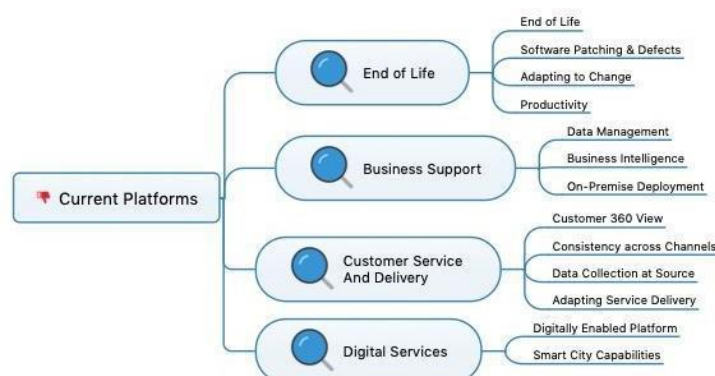 Current Platforms
End of Life
End of Life
Software Patching & Defects
Adapting to Change
Productivity
Business Support
Data Management
Business Intelligence
On-Premise Deployment
Customer Service
And Delivery
Customer 360 View
Consistency across Channels
Data Collection at Source
Adapting Service Delivery
Digital Services
Digitally Enabled Platform
Smart City Capabilities